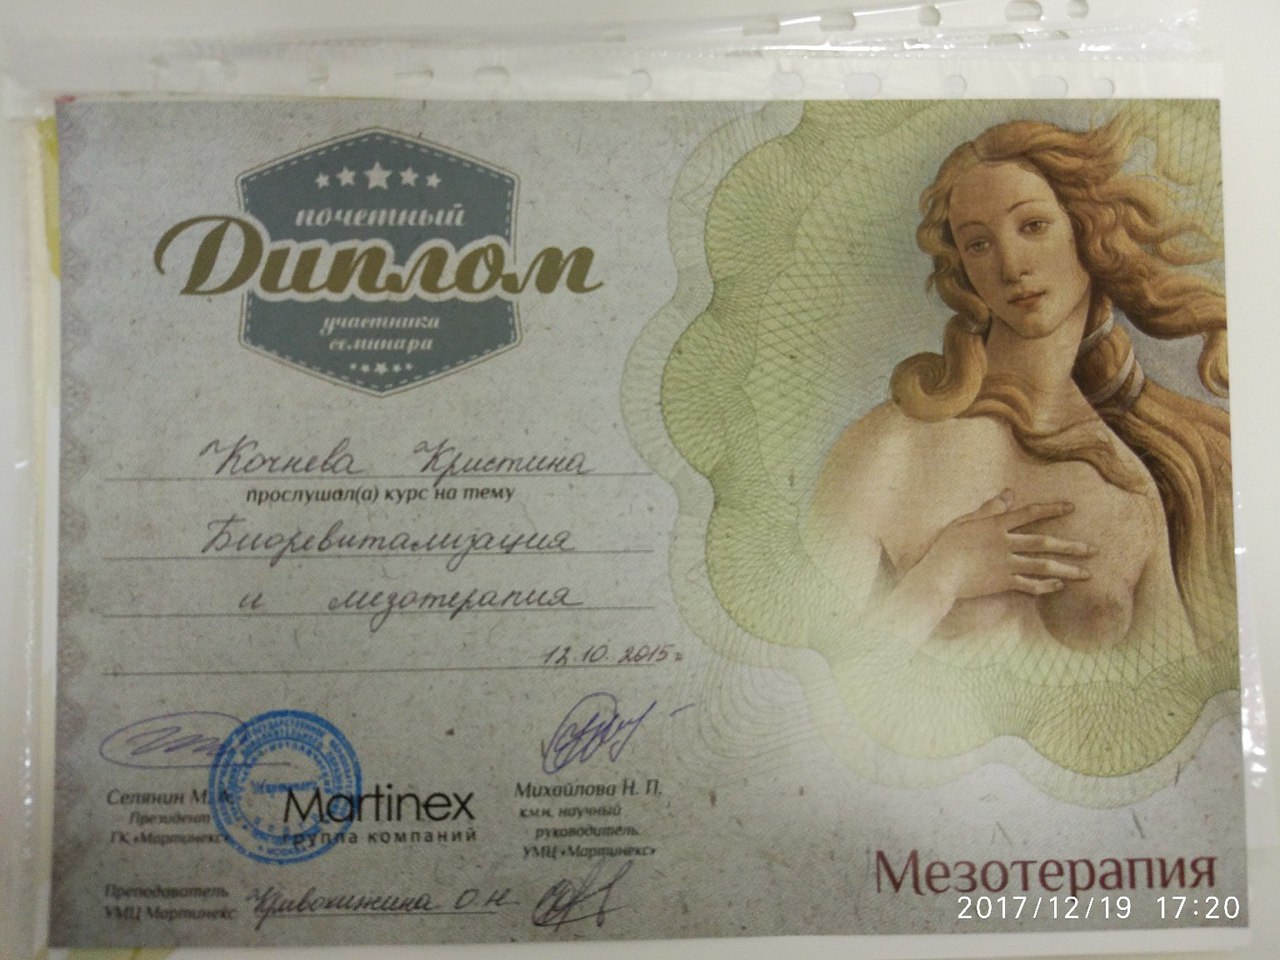 почетный
Диплом
участника
семинара
Кочнева Кристина
прослушал(а) курс на тему
Биоревитализация
и мезотерапия
12.10.2015г
Селянин М. А.
Президент
ГК «Мартинекс»
Martinex
группа компаний
Михайлова Н. П.
к.м.н. научный
руководитель
УМЦ «Мартинекс»
Преподаватель
УМЦ Мартинекс
О.Н.
Мезотерапия
2017/12/19 17:20